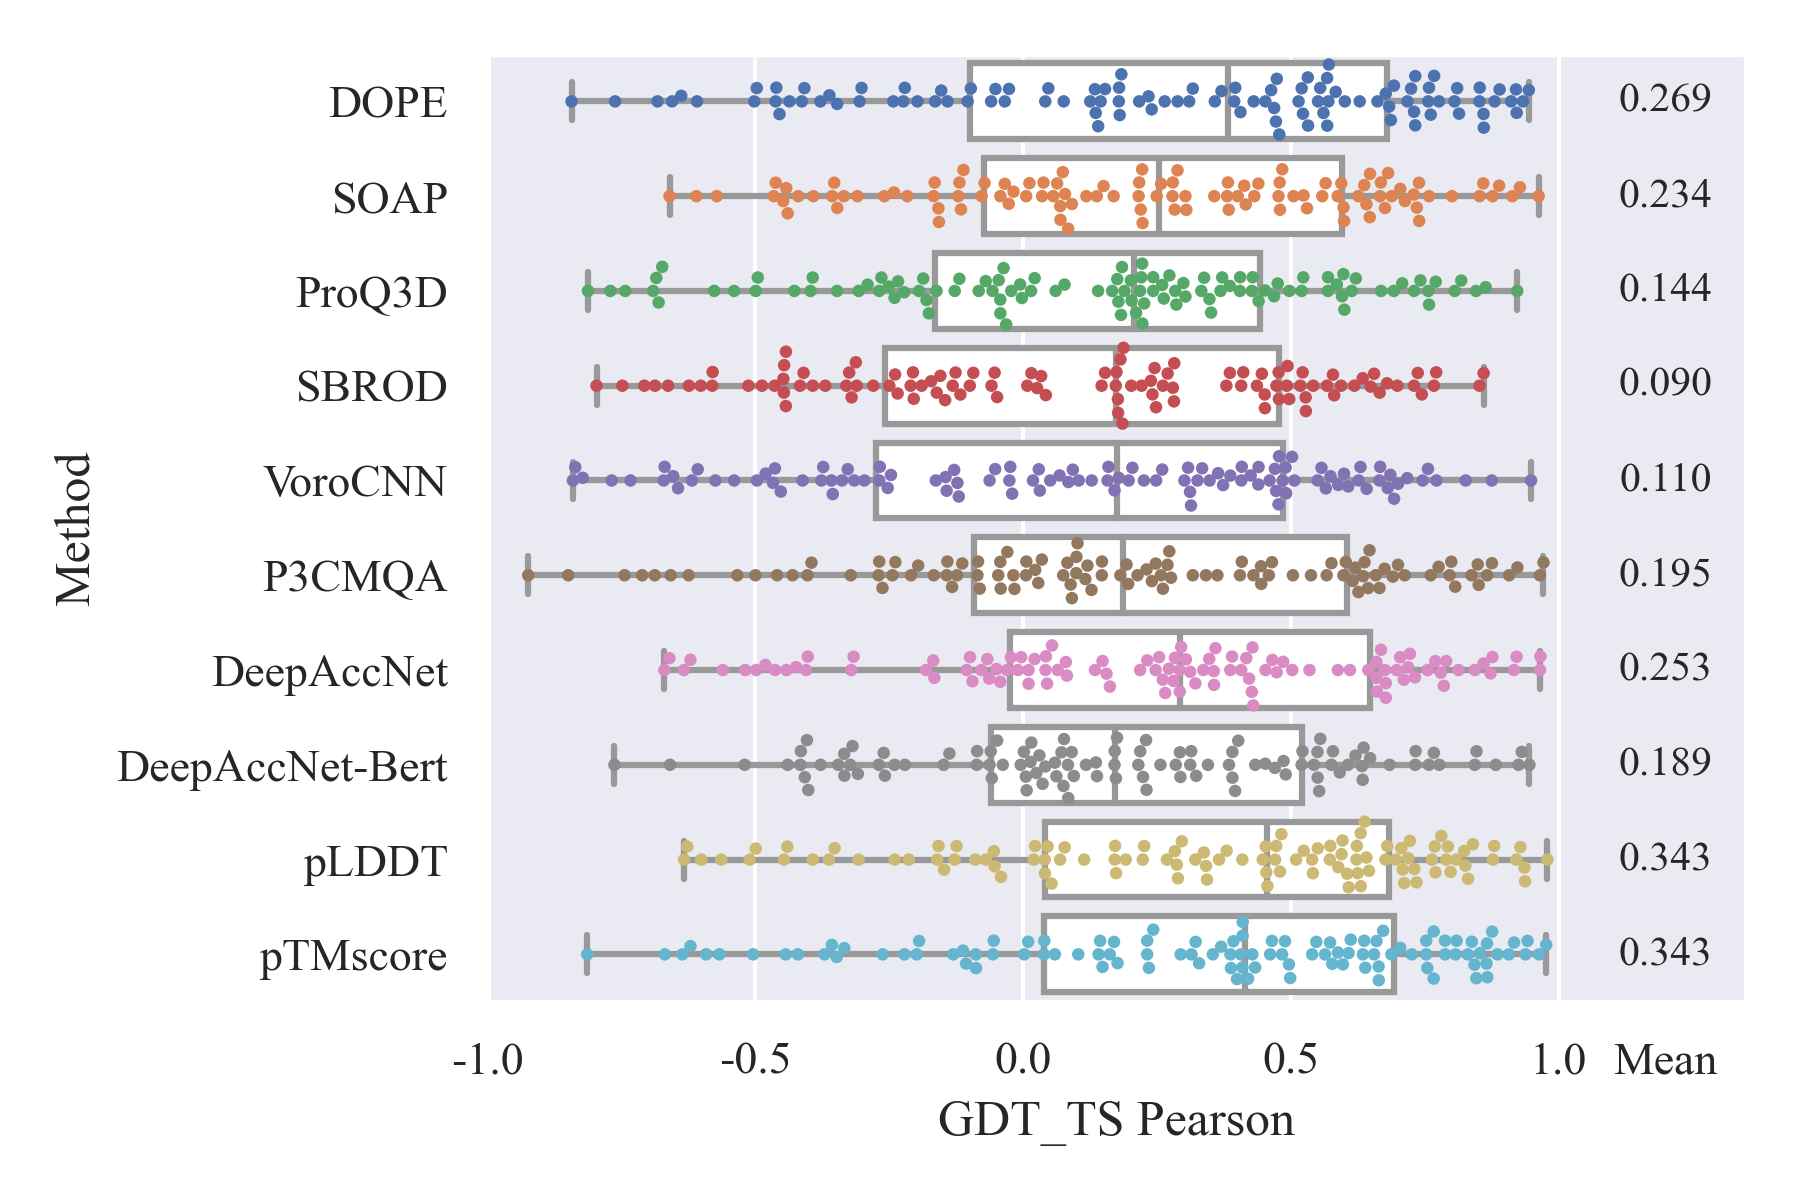 DOPE 0.269
SOAP 0.234
ProQ3D 0.144
SBROD 0.090
VoroCNN 0.110
P3CMQA 0.195
DeepAccNet 0.253
DeepAccNet-Bert 0.189
pLDDT 0.343
pTMscore 0.343
Method
-1.0 -0.5 0.0 0.5 1.0 Mean
GDT_TS Pearson